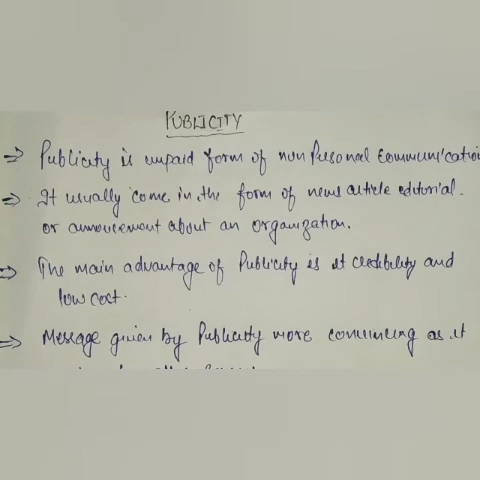 PUBLICITY
⇒ Publicity is unpaid form of non Personal communication
⇒ It usually come in the form of news article editorial.
or annoucement about an organization.
⇒ The main advantage of Publicity is it credibility and
low cost.
⇒ Message given by Publicity more convincing as it